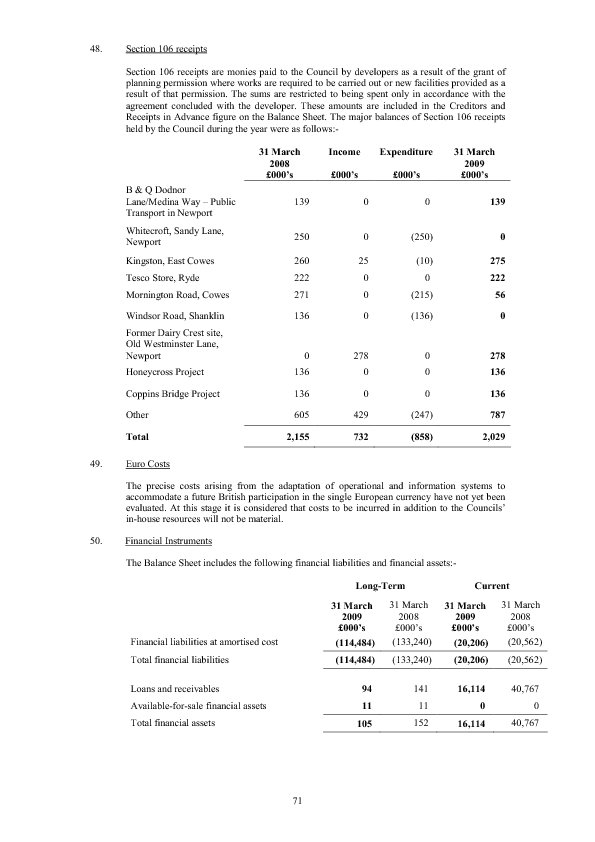 48. Section 106 receipts
Section 106 receipts are monies paid to the Council by developers as a result of the grant of
planning permission where works are required to be carried out or new facilities provided as a
result of that permission. The sums are restricted to being spent only in accordance with the
agreement concluded with the developer. These amounts are included in the Creditors and
Receipts in Advance figure on the Balance Sheet. The major balances of Section 106 receipts
held by the Council during the year were as follows:-
31 March Income Expenditure 31 March
2008 2009
£000's £000's £000's £000's
B & Q Dodnor
Lane/Medina Way – Public 139 0 0 139
Transport in Newport
Whitecroft, Sandy Lane,
Newport 250 0 (250) 0
Kingston, East Cowes 260 25 (10) 275
Tesco Store, Ryde 222 0 0 222
Mornington Road, Cowes 271 0 (215) 56
Windsor Road, Shanklin 136 0 (136) 0
Former Dairy Crest site,
Old Westminster Lane,
Newport 0 278 0 278
Honeycross Project 136 0 0 136
Coppins Bridge Project 136 0 0 136
Other 605 429 (247) 787
Total 2,155 732 (858) 2,029
49. Euro Costs
The precise costs arising from the adaptation of operational and information systems to
accommodate a future British participation in the single European currency have not yet been
evaluated. At this stage it is considered that costs to be incurred in addition to the Councils'
in-house resources will not be material.
50. Financial Instruments
The Balance Sheet includes the following financial liabilities and financial assets:-
Long-Term Current
31 March 31 March 31 March 31 March
2009 2008 2009 2008
£000's £000's £000's £000's
Financial liabilities at amortised cost (114,484) (133,240) (20,206) (20,562)
Total financial liabilities (114,484) (133,240) (20,206) (20,562)
Loans and receivables 94 141 16,114 40,767
Available-for-sale financial assets 11 11 0 0
Total financial assets 105 152 16,114 40,767
71